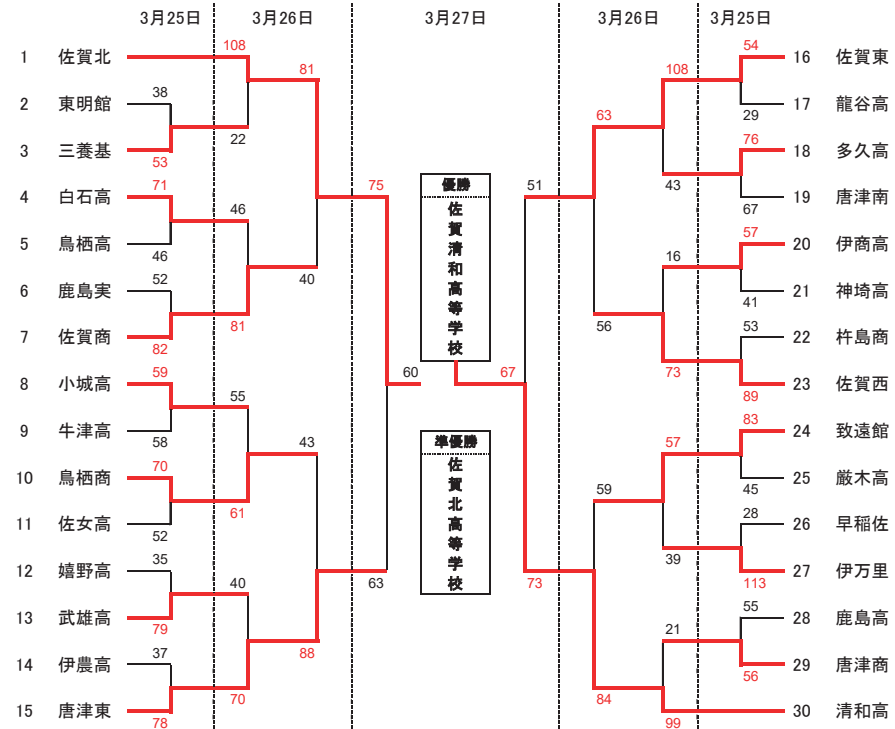 3月25日 3月26日 3月27日 3月26日 3月25日
1 佐賀北 108 81 108 54 16 佐賀東
2 東明館 38 22 63 29 17 龍谷高
3 三養基 53 76 18 多久高
4 白石高 71 46 75 51 43 67 19 唐津南
5 鳥栖高 46 40 16 57 20 伊商高
6 鹿島実 52 56 41 21 神埼高
7 佐賀商 82 81 73 53 22 杵島商
8 小城高 59 55 60 67 89 23 佐賀西
9 牛津高 58 43 57 83 24 致遠館
10 鳥栖商 70 61 59 45 25 厳木高
11 佐女高 52 39 28 26 早稲佐
12 嬉野高 35 40 63 73 113 27 伊万里
13 武雄高 79 88 21 55 28 鹿島高
14 伊農高 37 70 84 56 29 唐津商
15 唐津東 78 99 30 清和高
優勝
佐賀清和高等学校
準優勝
佐賀北高等学校